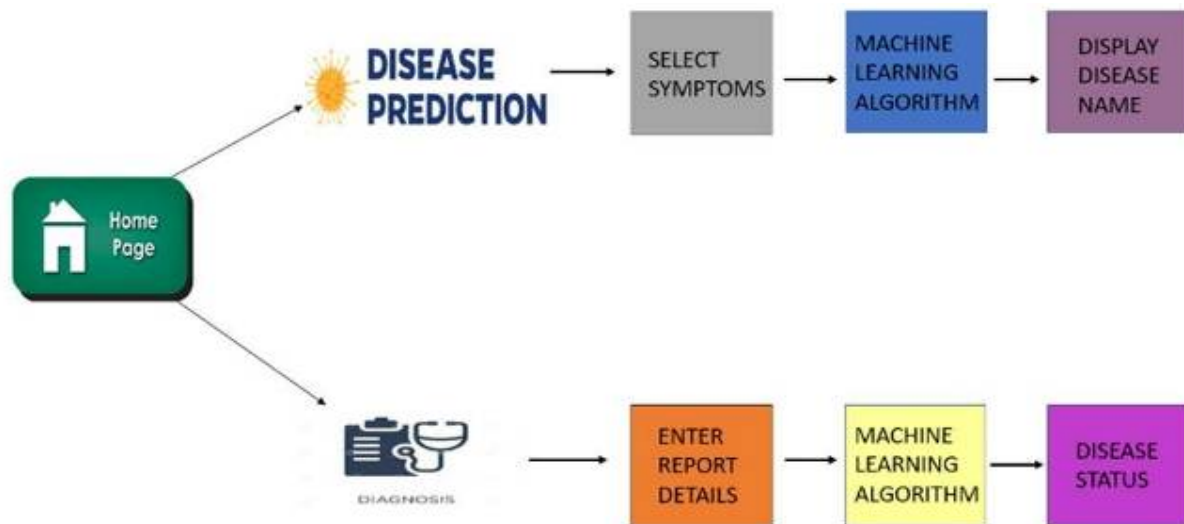 DISEASE
PREDICTION
SELECT
SYMPTOMS
MACHINE
LEARNING
ALGORITHM
DISPLAY
DISEASE
NAME
Home
Page
DIAGNOSIS
ENTER
REPORT
DETAILS
MACHINE
LEARNING
ALGORITHM
DISEASE
STATUS